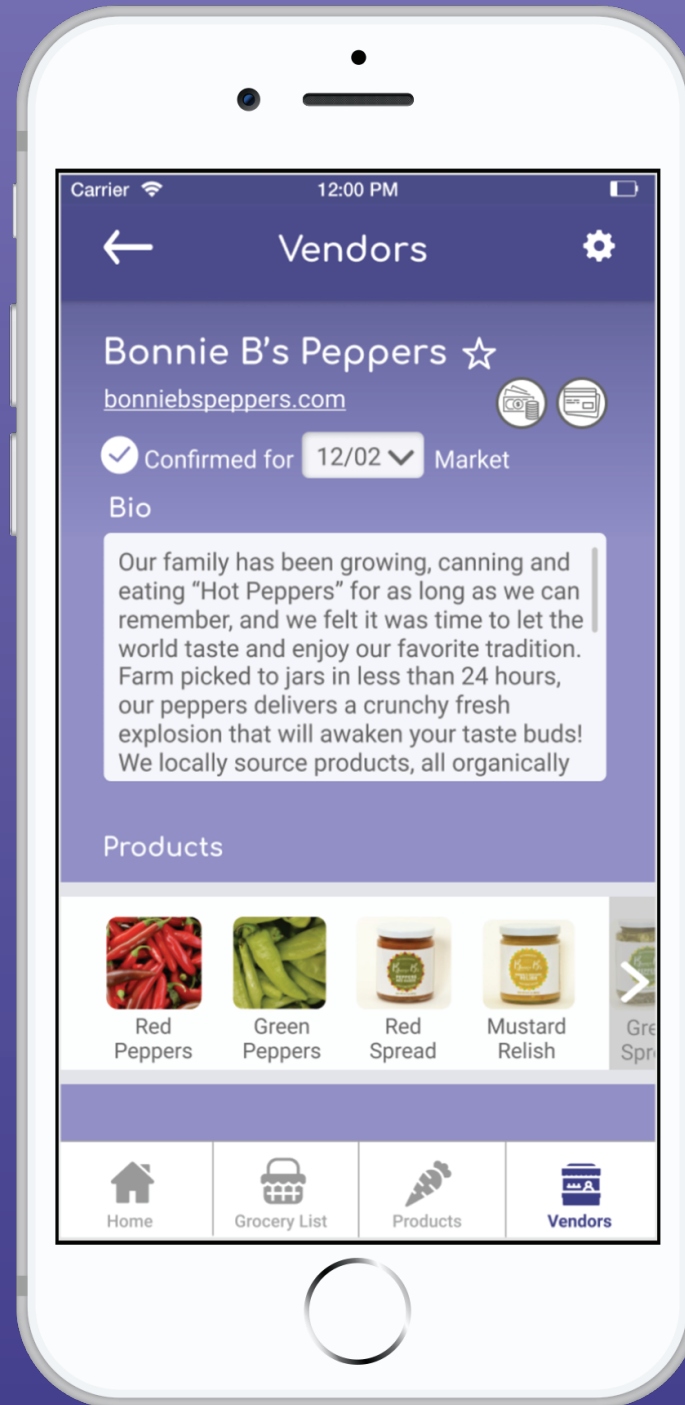 Carrier 12:00 PM
Vendors
Bonnie B’s Peppers
bonniebspeppers.com
Confirmed for 12/02 Market
Bio
Our family has been growing, canning and
eating “Hot Peppers” for as long as we can
remember, and we felt it was time to let the
world taste and enjoy our favorite tradition.
Farm picked to jars in less than 24 hours,
our peppers delivers a crunchy fresh
explosion that will awaken your taste buds!
We locally source products, all organically
Products
Red
Peppers
Green
Peppers
Red
Spread
Mustard
Relish
Gre
Spr
Home
Grocery List
Products
Vendors